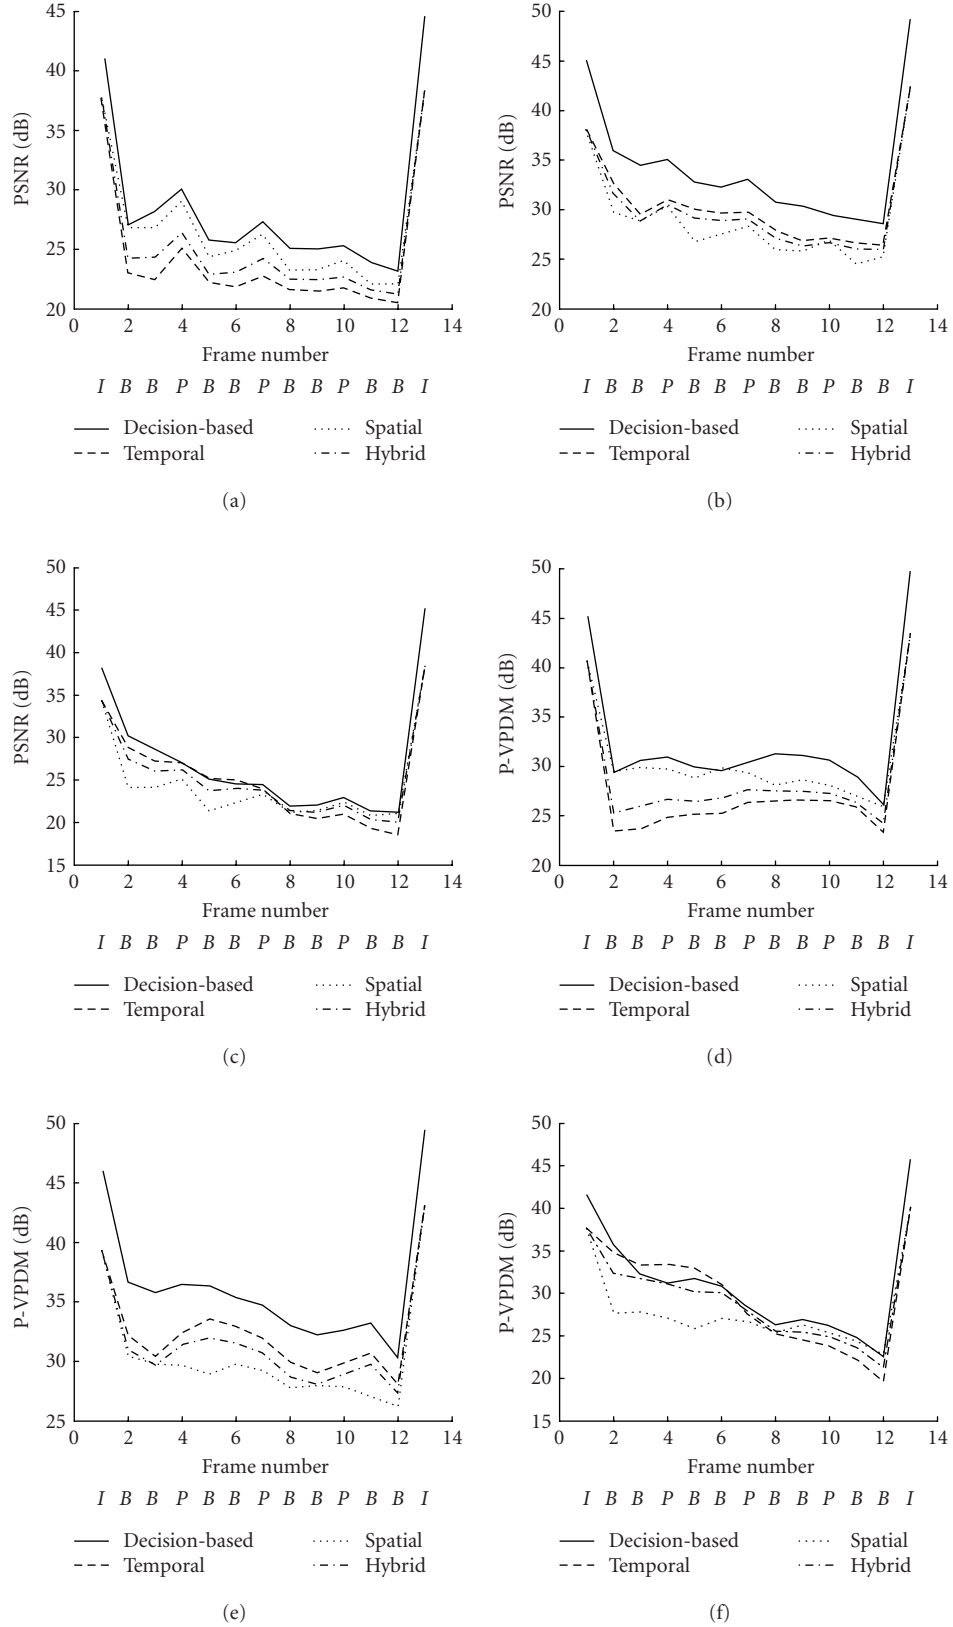 45
40
35
30
25
20
PSNR (dB)
0 2 4 6 8 10 12 14
Frame number
I B B P B B P B B P B B I
Decision-based Spatial
Temporal Hybrid
(a)
50
45
40
35
30
25
20
PSNR (dB)
0 2 4 6 8 10 12 14
Frame number
I B B P B B P B B P B B I
Decision-based Spatial
Temporal Hybrid
(b)
50
45
40
35
30
25
20
15
PSNR (dB)
0 2 4 6 8 10 12 14
Frame number
I B B P B B P B B P B B I
Decision-based Spatial
Temporal Hybrid
(c)
50
45
40
35
30
25
20
P-VPDM (dB)
0 2 4 6 8 10 12 14
Frame number
I B B P B B P B B P B B I
Decision-based Spatial
Temporal Hybrid
(d)
50
45
40
35
30
25
P-VPDM (dB)
0 2 4 6 8 10 12 14
Frame number
I B B P B B P B B P B B I
Decision-based Spatial
Temporal Hybrid
(e)
50
45
40
35
30
25
20
15
P-VPDM (dB)
0 2 4 6 8 10 12 14
Frame number
I B B P B B P B B P B B I
Decision-based Spatial
Temporal Hybrid
(f)